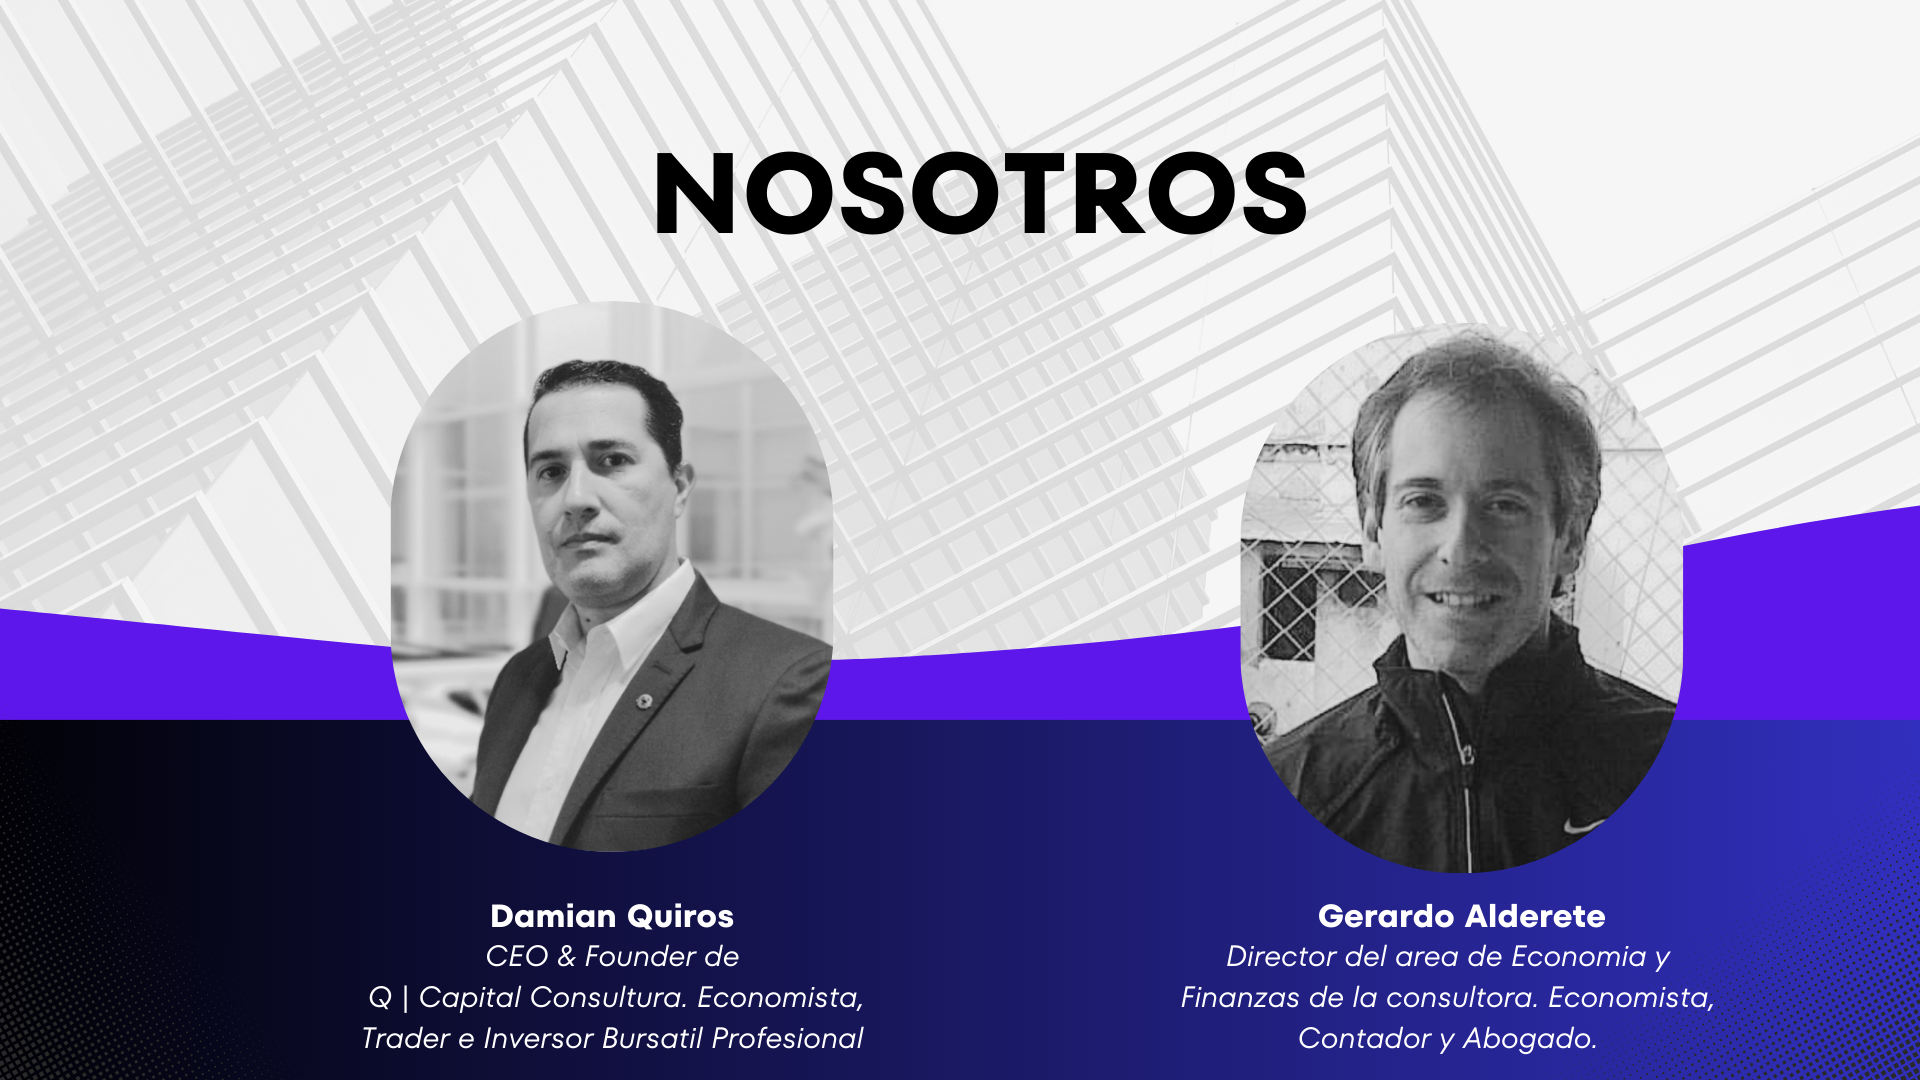 NOSOTROS
Damian Quiros
CEO & Founder de
Q | Capital Consultura. Economista,
Trader e Inversor Bursatil Profesional
Gerardo Alderete
Director del area de Economia y
Finanzas de la consultora. Economista,
Contador y Abogado.